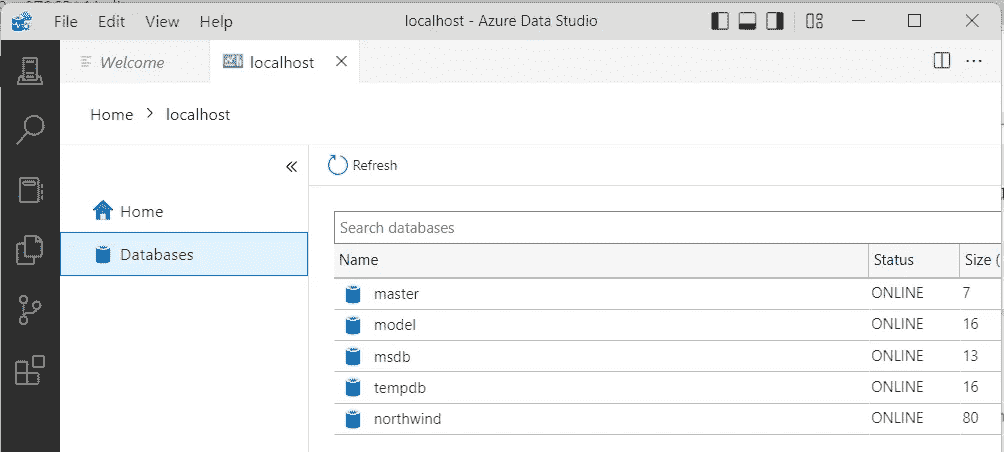 File Edit View Help localhost - Azure Data Studio
Welcome localhost
Home > localhost
Refresh
Home
Databases
Search databases
Name Status Size (
master ONLINE 7
model ONLINE 16
msdb ONLINE 13
tempdb ONLINE 16
northwind ONLINE 80